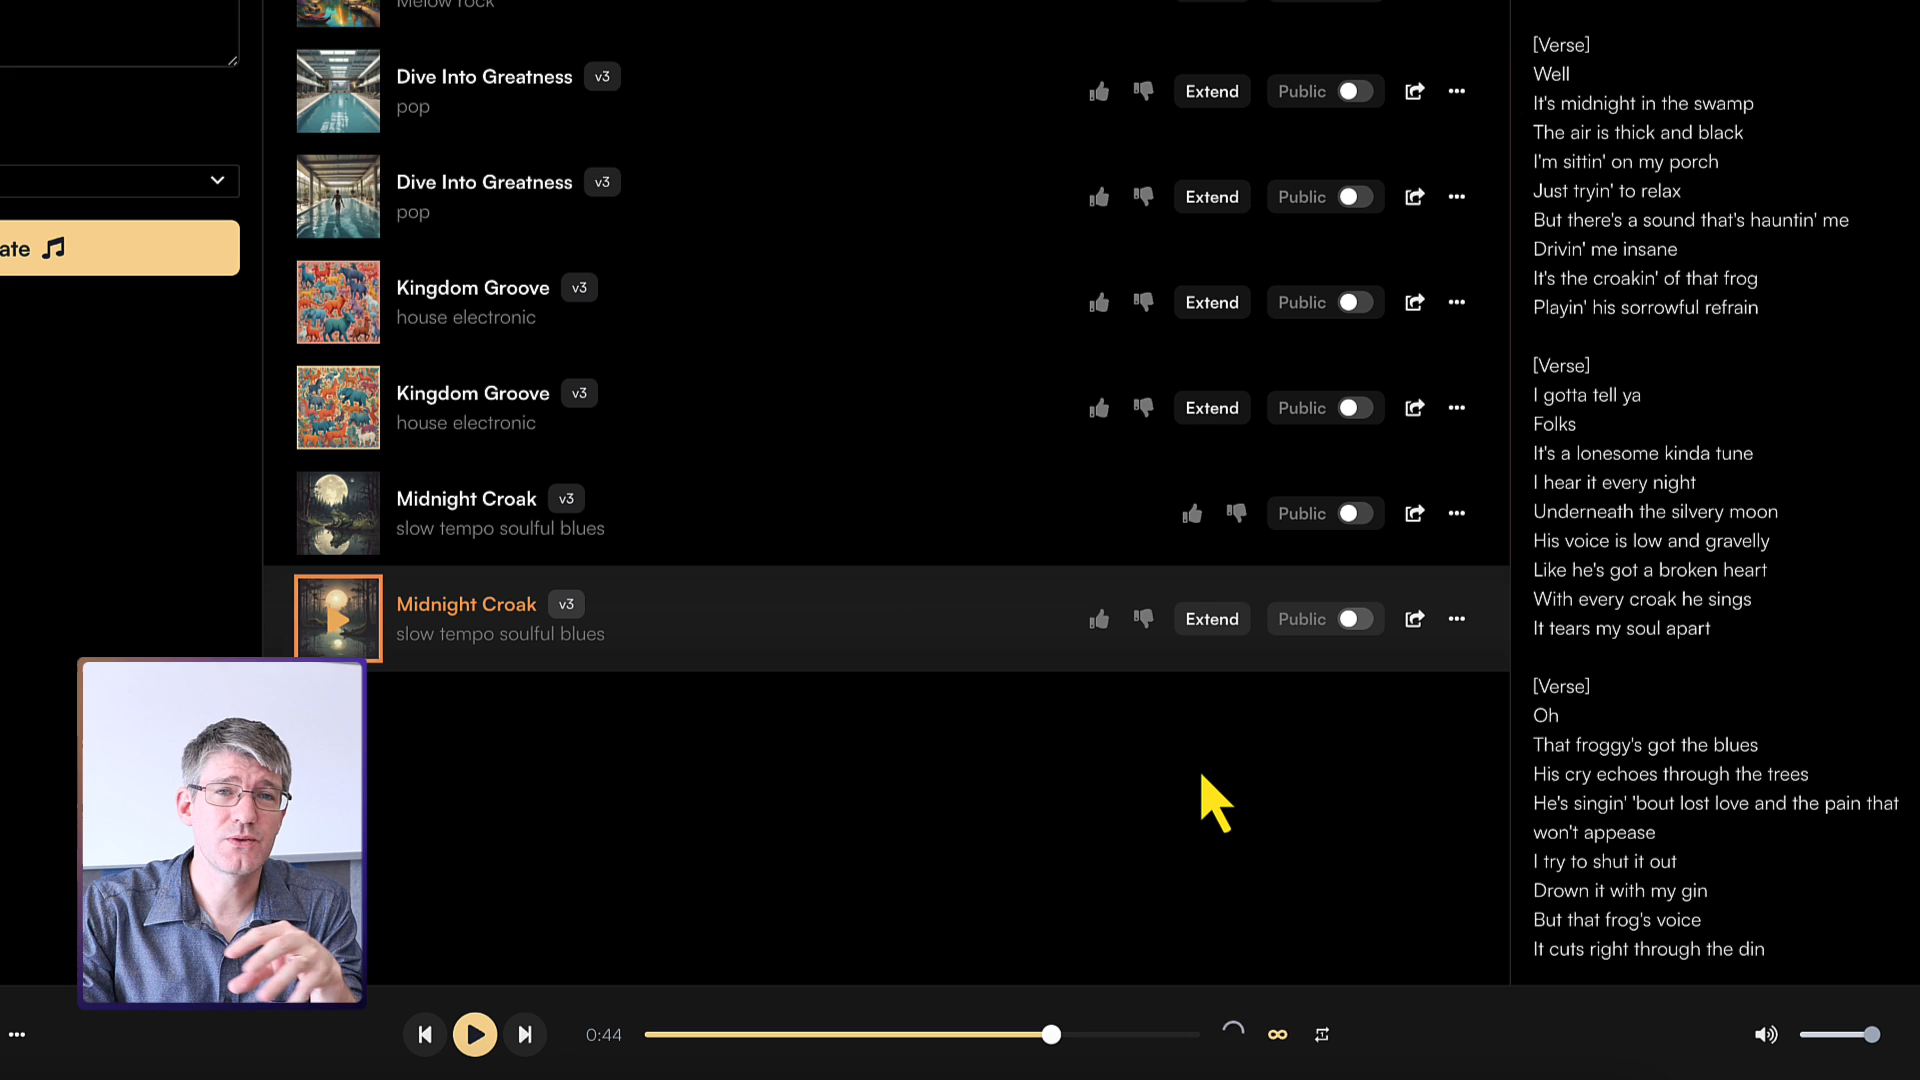 Melow rock
Dive Into Greatness v3
pop
Extend Public
Dive Into Greatness v3
pop
Extend Public
Kingdom Groove v3
house electronic
Extend Public
Kingdom Groove v3
house electronic
Extend Public
Midnight Croak v3
slow tempo soulful blues
Public
Midnight Croak v3
slow tempo soulful blues
Extend Public
ate
0:44
[Verse]
Well
It's midnight in the swamp
The air is thick and black
I'm sittin' on my porch
Just tryin' to relax
But there's a sound that's hauntin' me
Drivin' me insane
It's the croakin' of that frog
Playin' his sorrowful refrain
[Verse]
I gotta tell ya
Folks
It's a lonesome kinda tune
I hear it every night
Underneath the silvery moon
His voice is low and gravelly
Like he's got a broken heart
With every croak he sings
It tears my soul apart
[Verse]
Oh
That froggy's got the blues
His cry echoes through the trees
He's singin' 'bout lost love and the pain that
won't appease
I try to shut it out
Drown it with my gin
But that frog's voice
It cuts right through the din